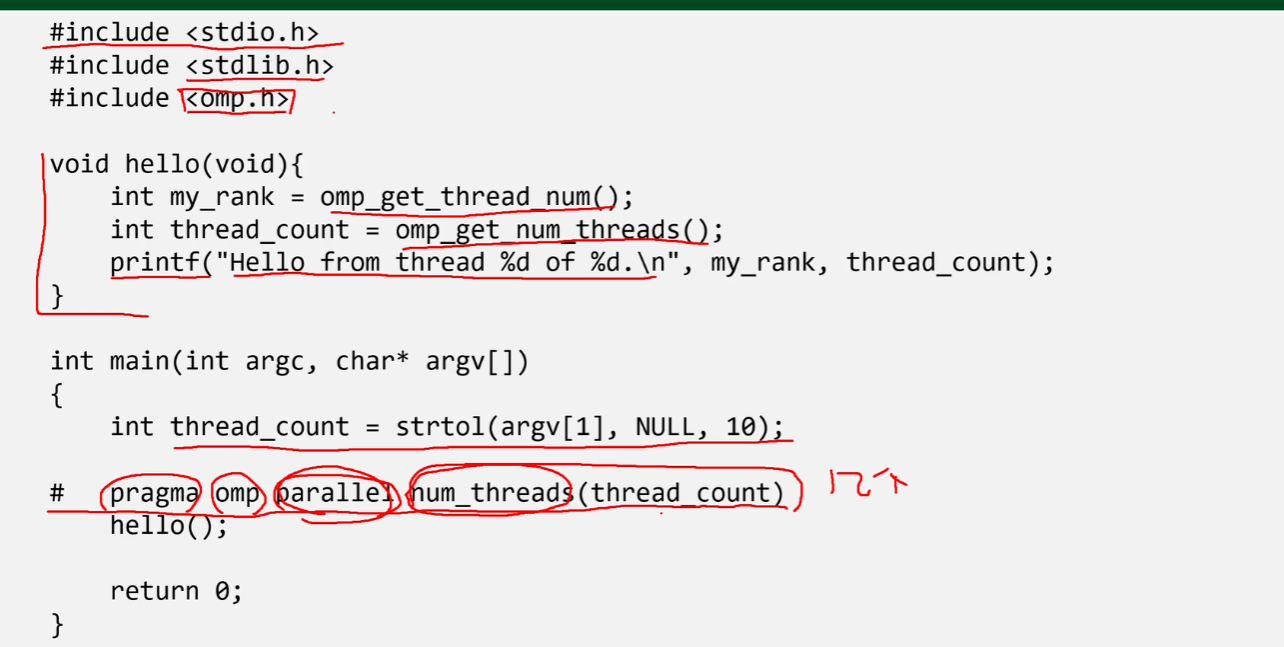 #include <stdio.h>
#include <stdlib.h>
#include <omp.h>
void hello(void){
    int my_rank = omp_get_thread_num();
    int thread_count = omp_get_num_threads();
    printf("Hello from thread %d of %d.\n", my_rank, thread_count);
}
int main(int argc, char* argv[])
{
    int thread_count = strtol(argv[1], NULL, 10);
#   pragma omp parallel num_threads(thread_count)
    hello();
    return 0;
}